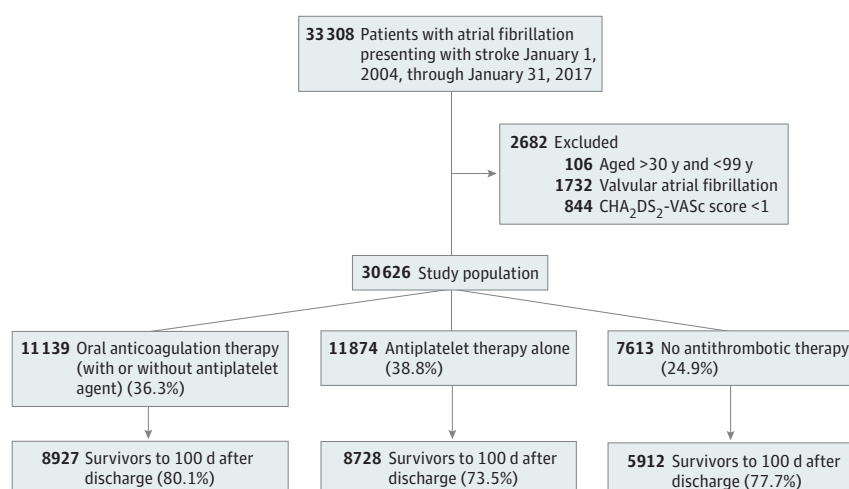 33 308 Patients with atrial fibrillation
presenting with stroke January 1,
2004, through January 31, 2017
2682 Excluded
106 Aged >30 y and <99 y
1732 Valvular atrial fibrillation
844 CHA2DS2-VASc score <1
30 626 Study population
11 139 Oral anticoagulation therapy
(with or without antiplatelet
agent) (36.3%)
11 874 Antiplatelet therapy alone
(38.8%)
7613 No antithrombotic therapy
(24.9%)
8927 Survivors to 100 d after
discharge (80.1%)
8728 Survivors to 100 d after
discharge (73.5%)
5912 Survivors to 100 d after
discharge (77.7%)